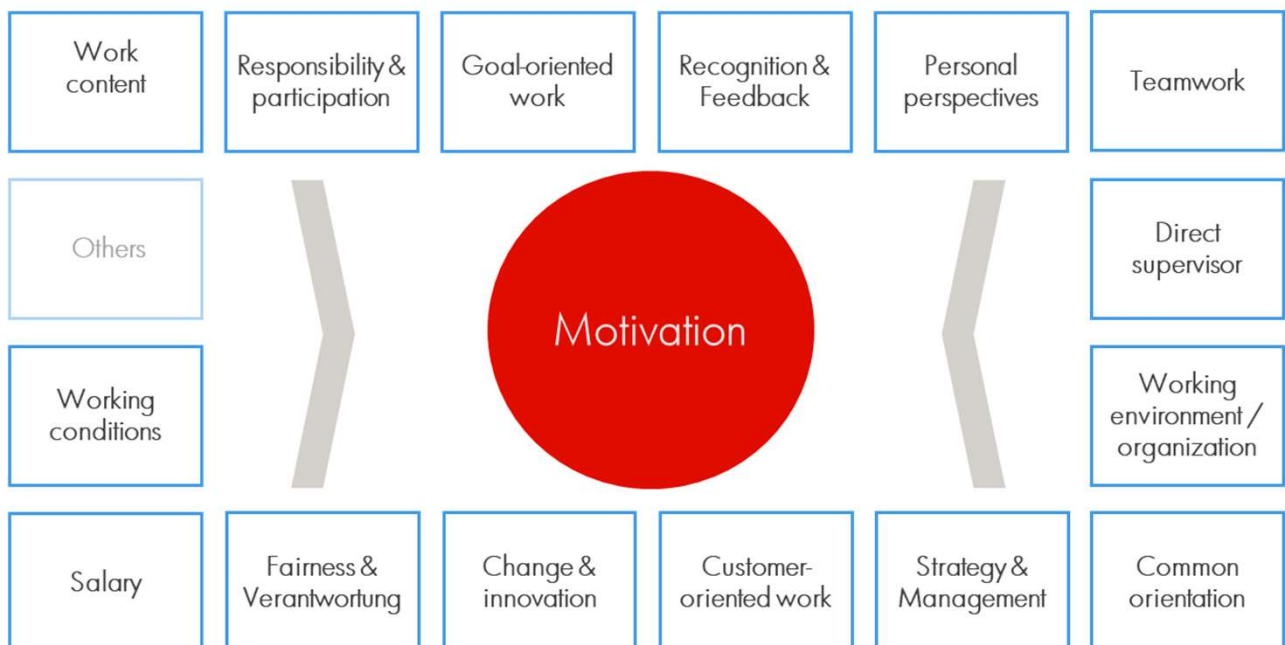 Work
content
Responsibility &
participation
Goal-oriented
work
Recognition &
Feedback
Personal
perspectives
Teamwork
Others
Motivation
Direct
supervisor
Working
conditions
Working
environment /
organization
Salary
Fairness &
Verantwortung
Change &
innovation
Customer-
oriented work
Strategy &
Management
Common
orientation